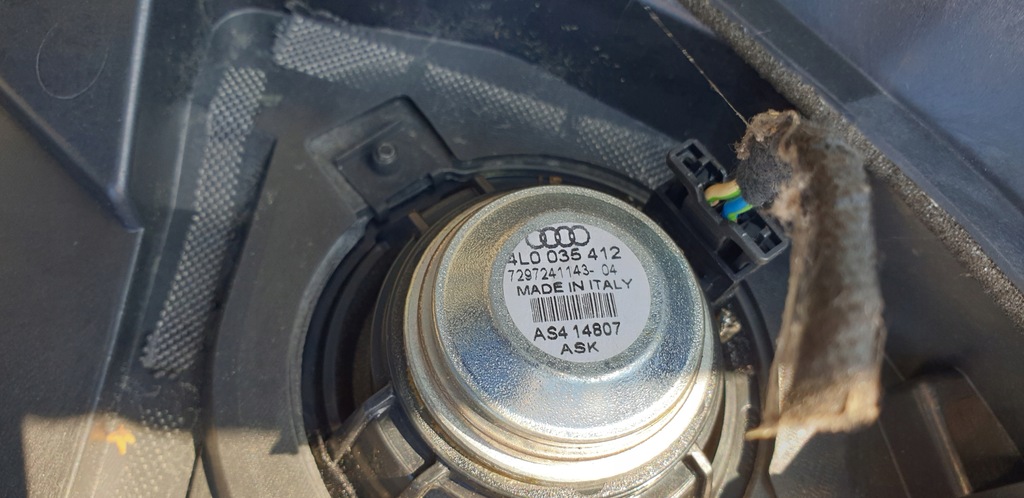 4L0 035 412
7297241143- 04
MADE IN ITALY
AS4 14807
ASK